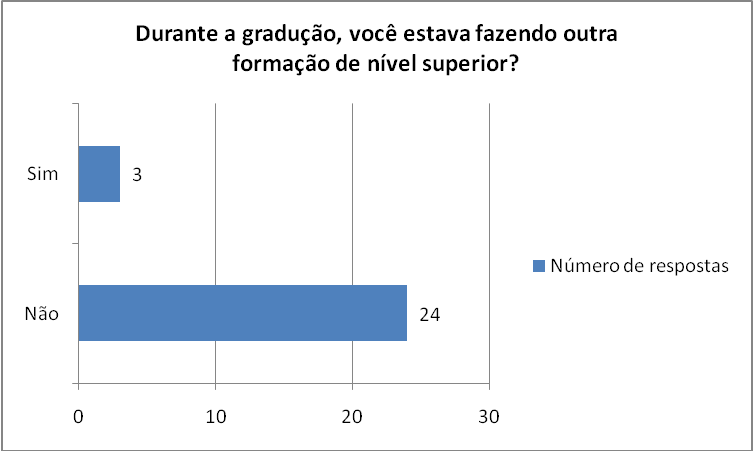 Durante a gradução, você estava fazendo outra
formação de nível superior?
Sim
3
Número de respostas
Não
24
0 10 20 30